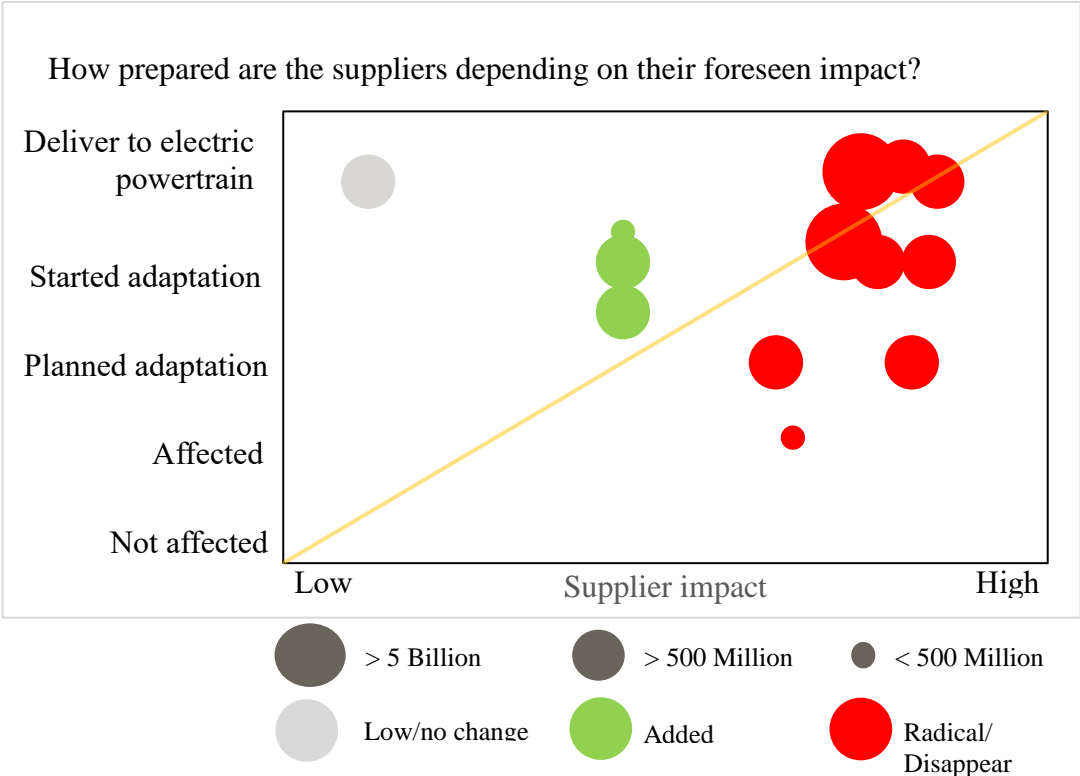 How prepared are the suppliers depending on their foreseen impact?
Deliver to electric
powertrain
Started adaptation
Planned adaptation
Affected
Not affected
Low
Supplier impact
High
> 5 Billion
> 500 Million
< 500 Million
Low/no change
Added
Radical/
Disappear